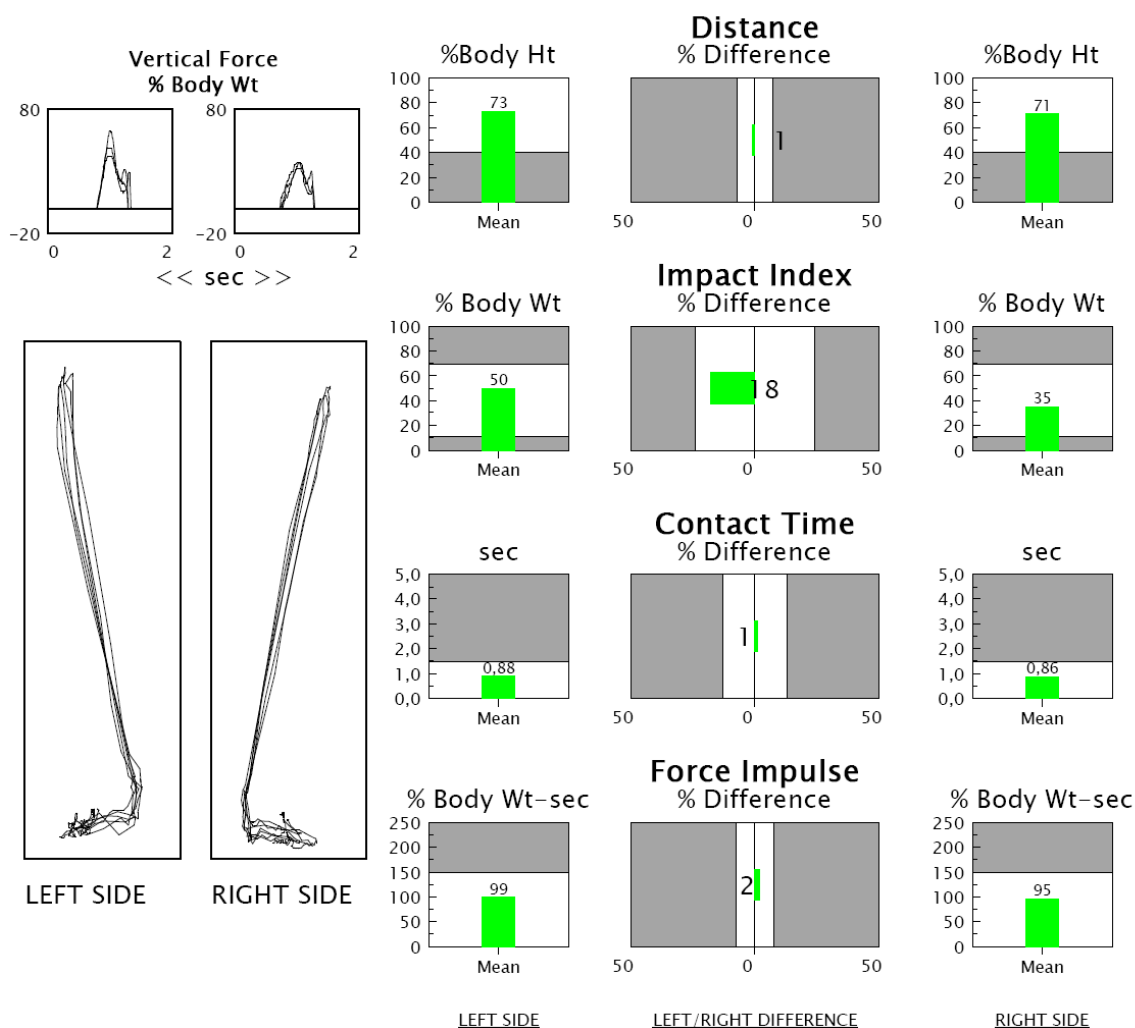 Vertical Force
% Body Wt
80
80
-20
-20
0
2
0
2
<< sec >>
LEFT SIDE
RIGHT SIDE
Distance
%Body Ht
% Difference
%Body Ht
100
80
60
40
20
0
73
Mean
1
50
0
50
100
80
60
40
20
0
71
Mean
Impact Index
% Body Wt
% Difference
% Body Wt
100
80
60
40
20
0
50
Mean
18
50
0
50
100
80
60
40
20
0
35
Mean
Contact Time
sec
% Difference
sec
5,0
4,0
3,0
2,0
1,0
0,0
0,88
Mean
1
50
0
50
5,0
4,0
3,0
2,0
1,0
0,0
0,86
Mean
Force Impulse
% Body Wt-sec
% Difference
% Body Wt-sec
250
200
150
100
50
0
99
Mean
2
50
0
50
250
200
150
100
50
0
95
Mean
LEFT SIDE
LEFT/RIGHT DIFFERENCE
RIGHT SIDE